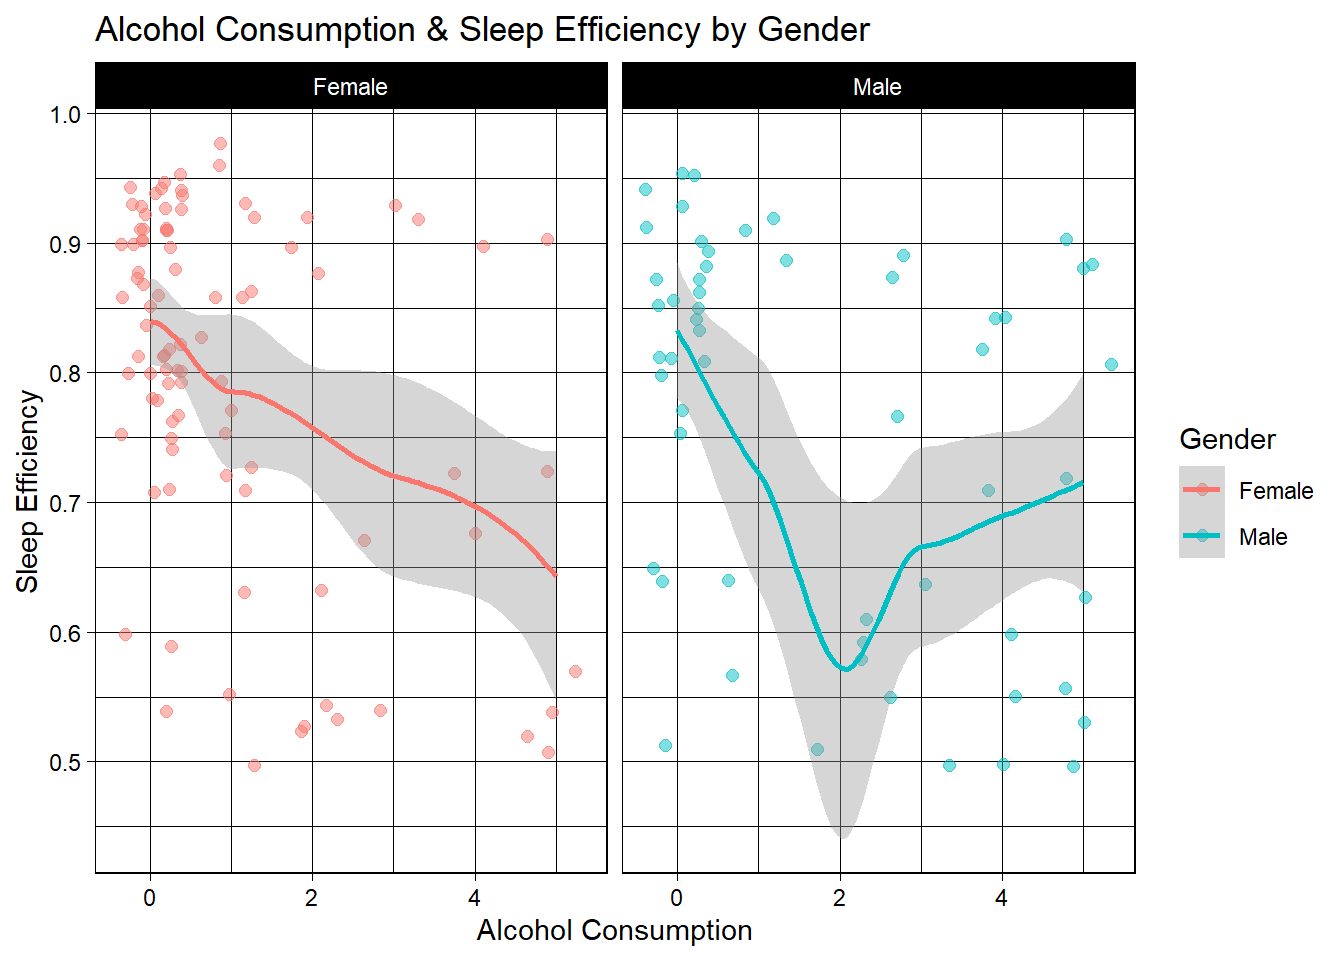 Alcohol Consumption & Sleep Efficiency by Gender
Female
Male
1.0
0.9
0.8
0.7
0.6
0.5
Sleep Efficiency
0
2
4
0
2
4
Alcohol Consumption
Gender
Female
Male